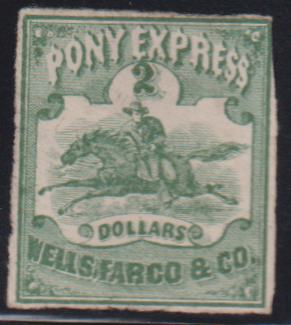 PONY EXPRESS
2
DOLLARS
WELLS, FARGO & CO.